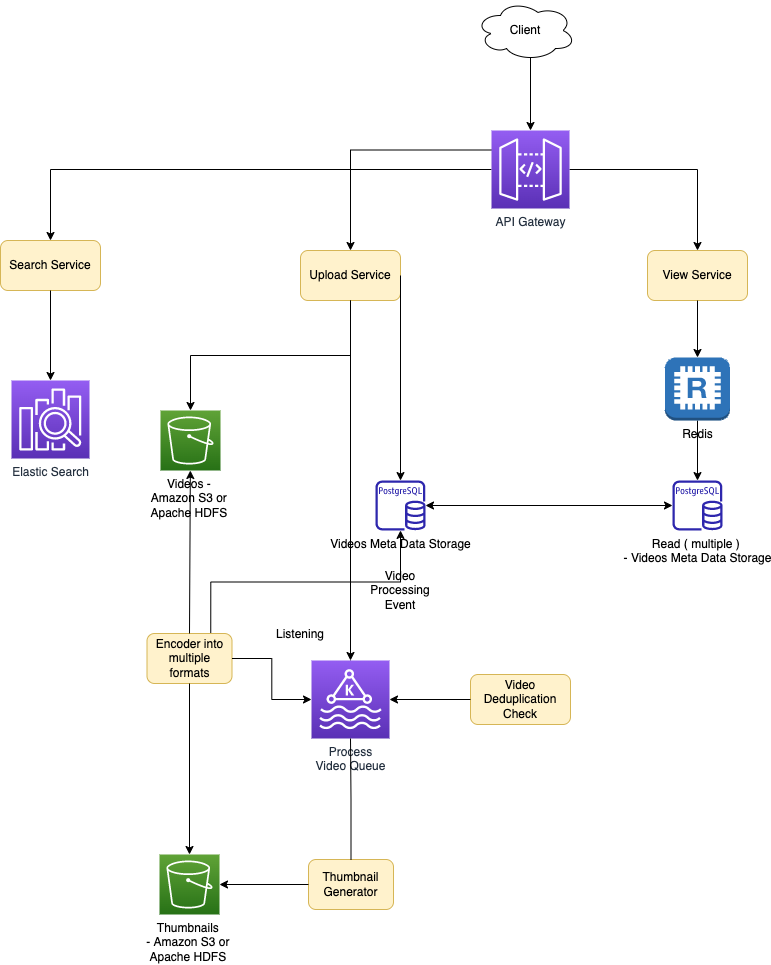 Client
</>
API Gateway
Search Service
Upload Service
View Service
R
Redis
Elastic Search
Videos -
Amazon S3 or
Apache HDFS
PostgreSQL
Videos Meta Data Storage
PostgreSQL
Read ( multiple )
- Videos Meta Data Storage
Video
Processing
Event
Listening
Encoder into
multiple
formats
K
Process
Video Queue
Video
Deduplication
Check
Thumbnail
Generator
Thumbnails
- Amazon S3 or
Apache HDFS